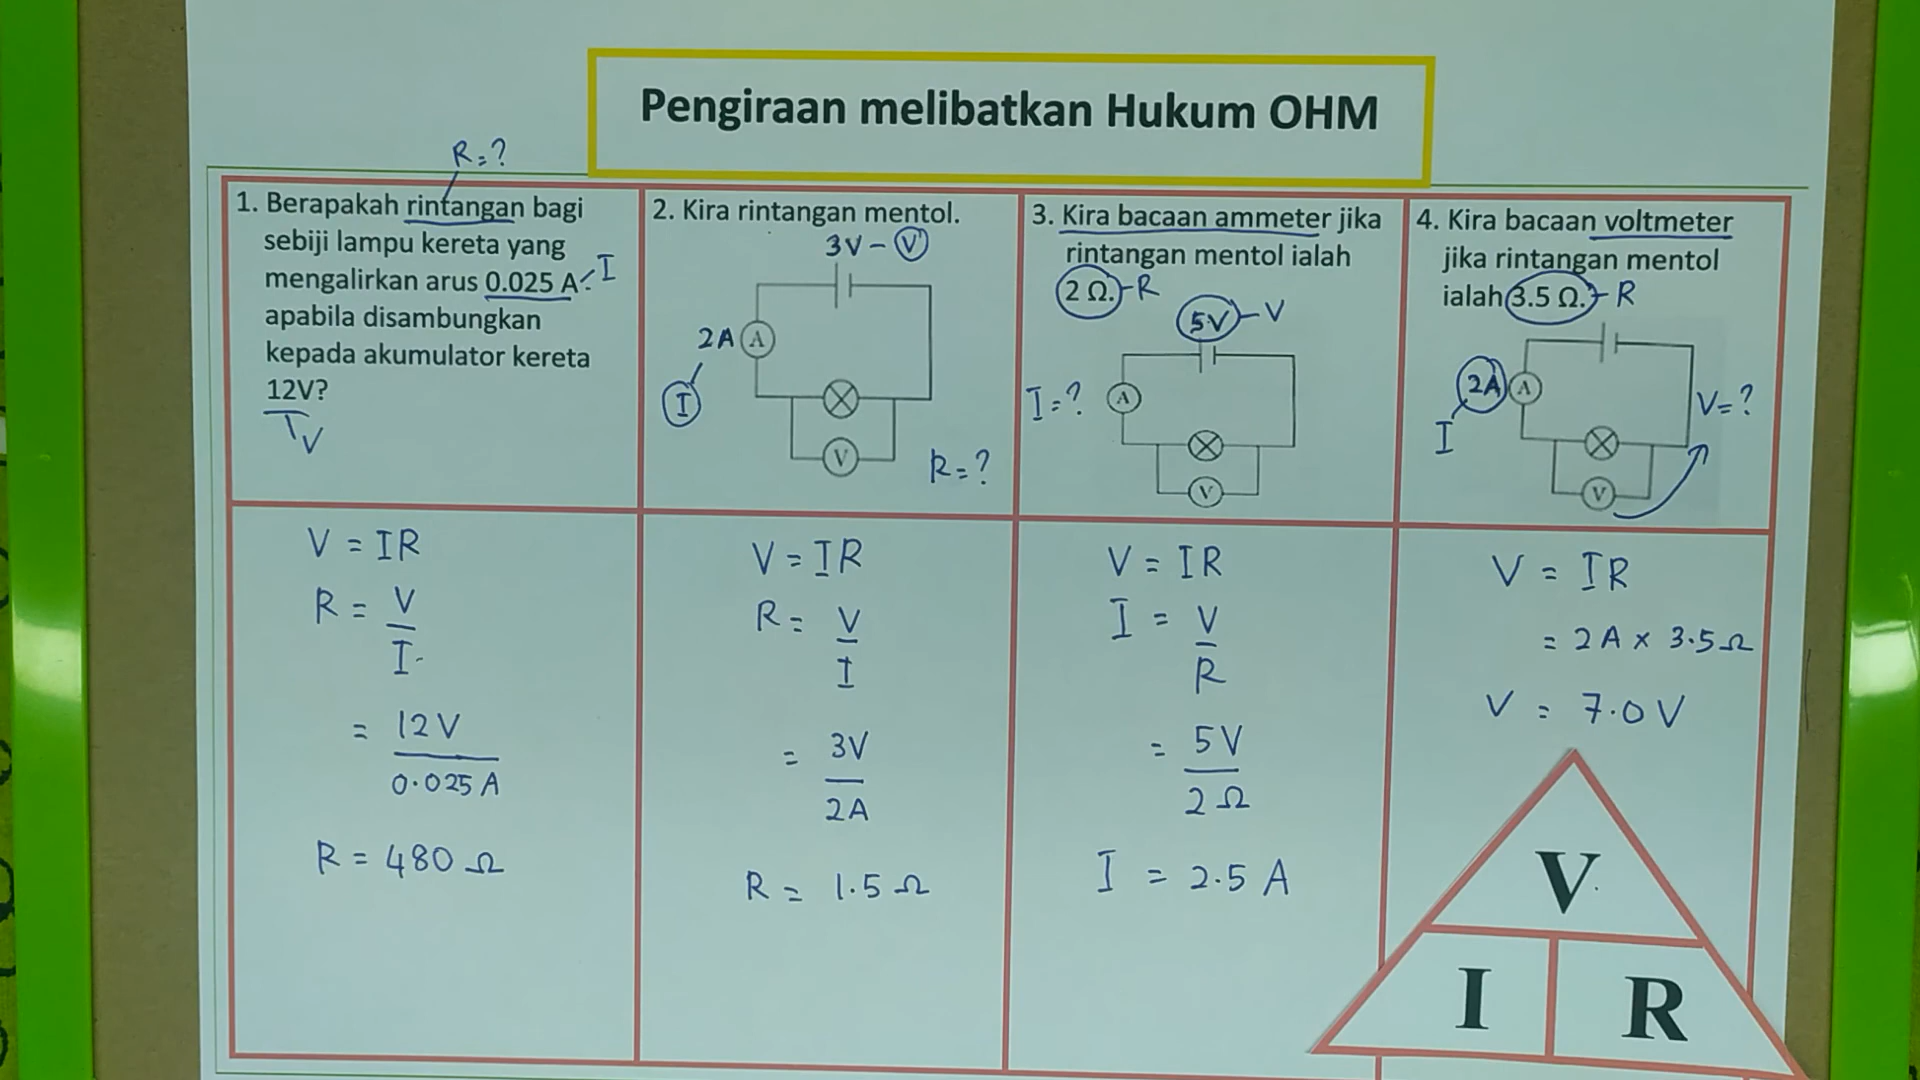 Pengiraan melibatkan Hukum OHM
R = ?
1. Berapakah rintangan bagi
sebiji lampu kereta yang
mengalirkan arus 0.025 A
I
apabila disambungkan
kepada akumulator kereta
12V?
V
2. Kira rintangan mentol.
3V - V
2A A
I
V
R = ?
3. Kira bacaan ammeter jika
rintangan mentol ialah
2 Ω. - R
5V - V
I = ? A
V
4. Kira bacaan voltmeter
jika rintangan mentol
ialah 3.5 Ω. - R
2A A
V = ?
I
V
V = IR
R = V
I
= 12V
0.025 A
R = 480 Ω
V = IR
R = V
I
= 3V
2A
R = 1.5 Ω
V = IR
I = V
R
= 5V
2 Ω
I = 2.5 A
V = IR
= 2A x 3.5 Ω
V = 7.0 V
V
I R